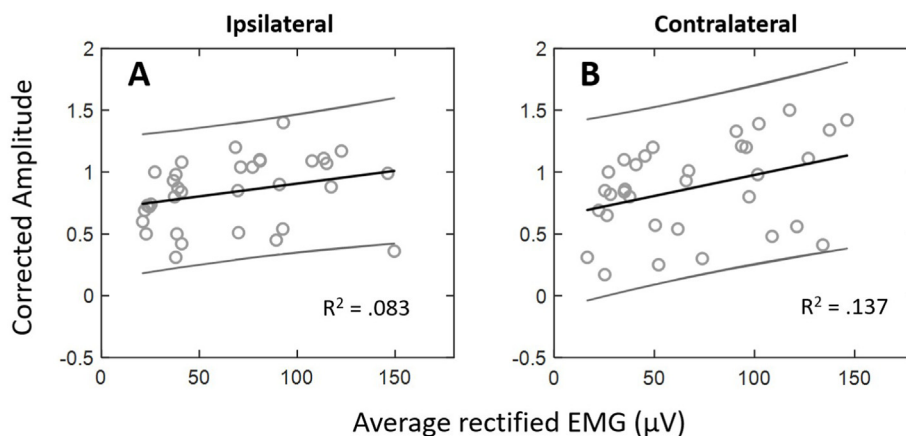 Ipsilateral
Contralateral
Corrected Amplitude
A
2
1.5
1
0.5
0
-0.5
0
50
100
150
R² = .083
B
2
1.5
1
0.5
0
-0.5
0
50
100
150
R² = .137
Average rectified EMG (µV)